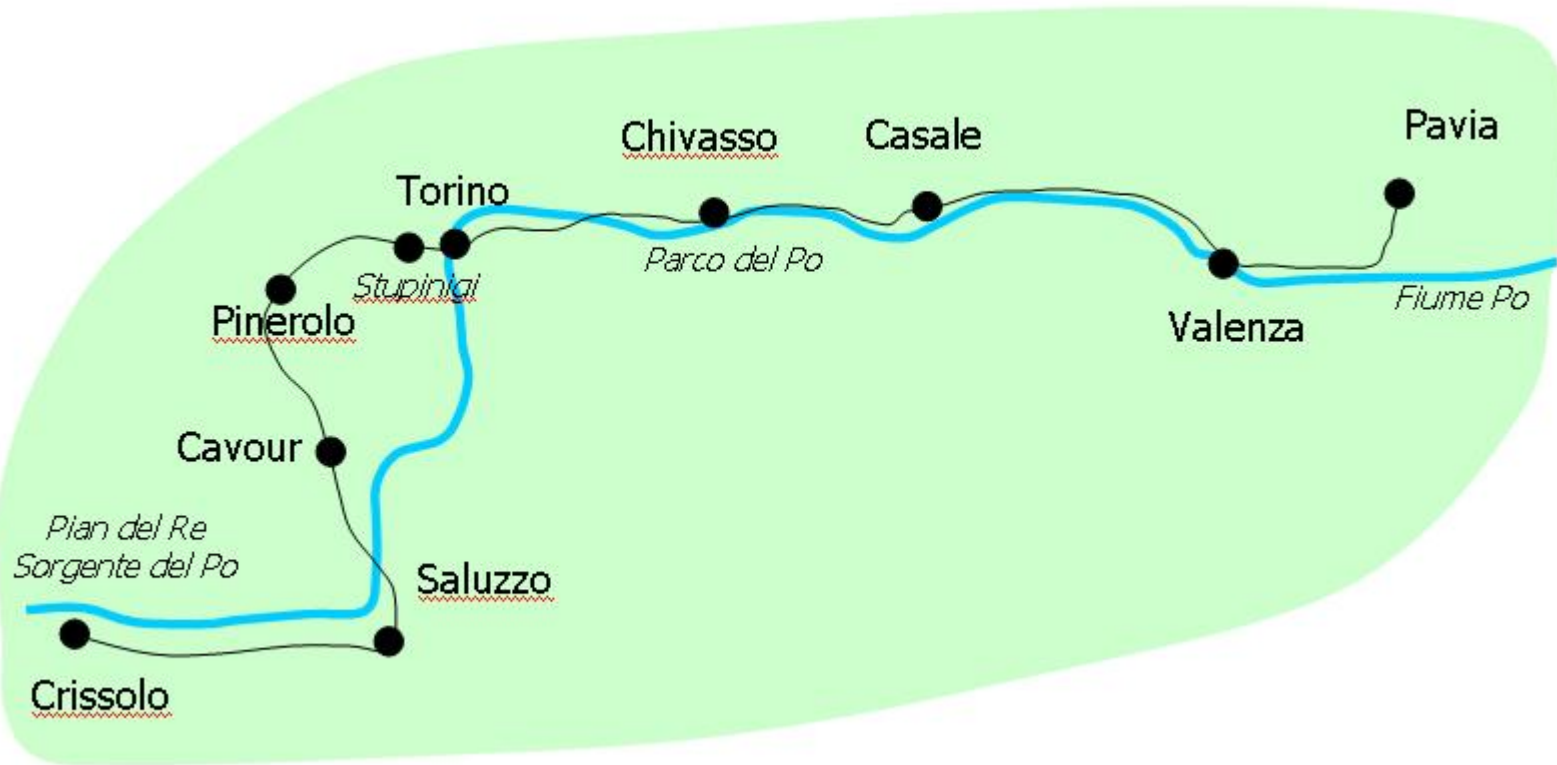 Pavia
Chivasso
Casale
Torino
Parco del Po
Stupinigi
Fiume Po
Pinerolo
Valenza
Cavour
Pian del Re
Sorgente del Po
Saluzzo
Crissolo